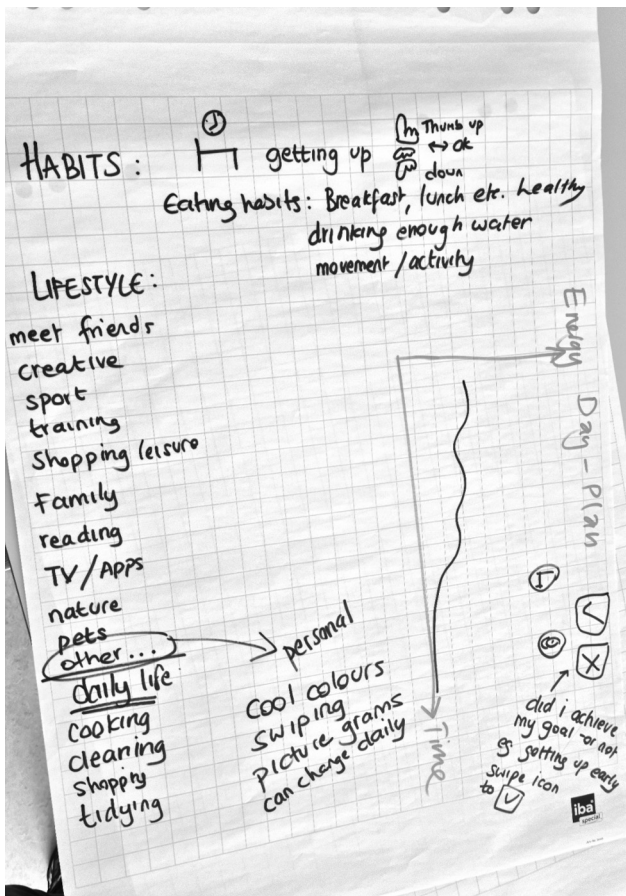 HABITS: getting up Thumb up
↔ ok
down
Eating habits: Breakfast, lunch etc. healthy
drinking enough water
movement / activity
LIFESTYLE:
meet friends
creative
sport
training
Shopping leisure
Family
reading
TV/Apps
nature
pets
other...
daily life
cooking
cleaning
shopping
tidying
personal
Cool colours
swiping
picture grams
can change daily
Energy Day-Plan
Time
did i achieve
my goal or not
eg getting up early
swipe icon
to
iba
special